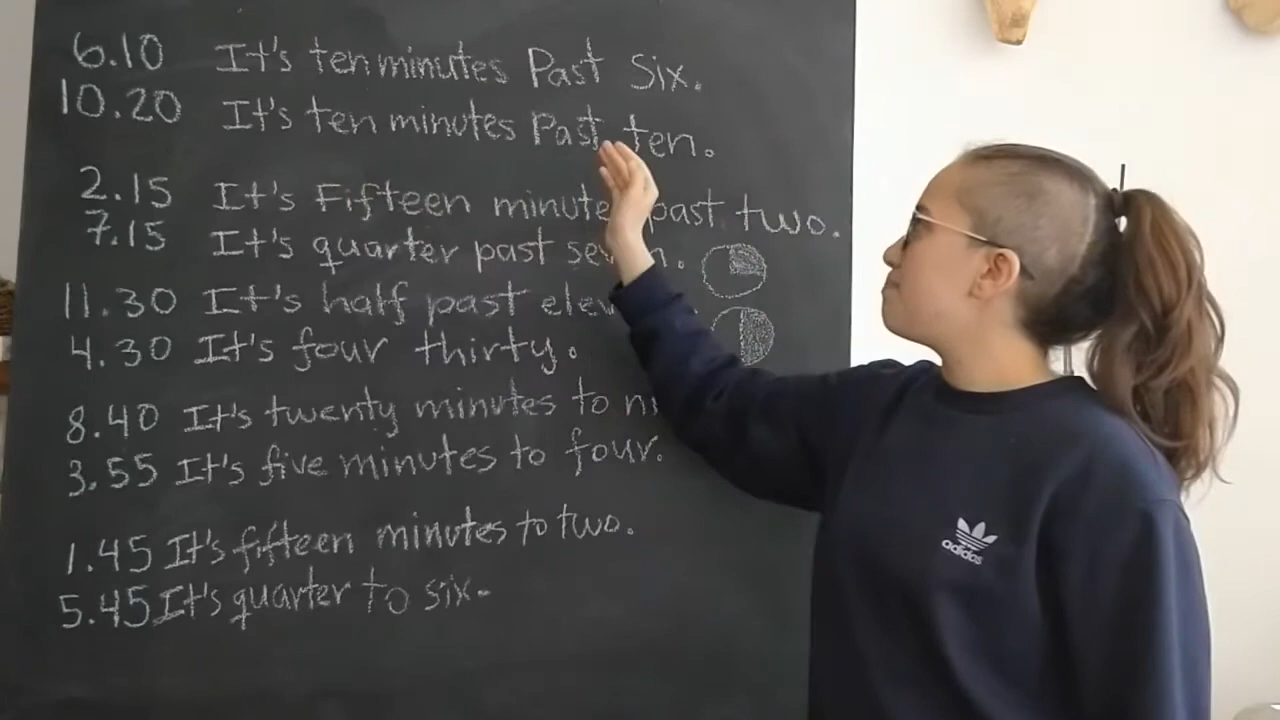 6.10 It's ten minutes Past Six.
10.20 It's ten minutes Past ten.
2.15 It's Fifteen minute past two.
7.15 It's quarter past
11.30 It's half past
4.30 It's four thirty.
8.40 It's twenty minutes to
3.55 It's five minutes to four.
1.45 It's fifteen minutes to two.
5.45 It's quarter to six.
adidas